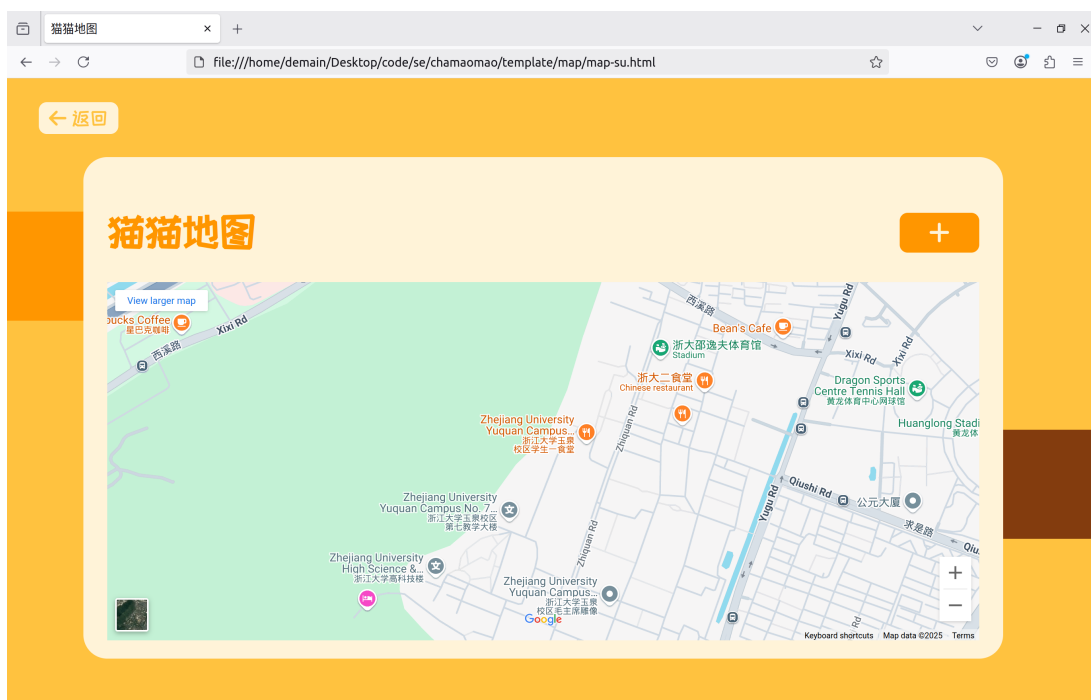 猫猫地图
file:///home/demain/Desktop/code/se/chamaomao/template/map/map-su.html
返回
猫猫地图
View larger map
ucks Coffee
星巴克咖啡
Xixi Rd
西溪路
西溪路
Yugu Rd
Bean's Cafe
浙大邵逸夫体育馆
Stadium
Xixi Rd
Xixi Rd
浙大二食堂
Chinese restaurant
Dragon Sports
Centre Tennis Hall
黄龙体育中心网球馆
Zhejiang University
Yuquan Campus...
浙江大学玉泉
校区学生一食堂
Zhiquan Rd
Huanglong Stadi
黄龙体
Zhejiang University
Yuquan Campus No. 7...
浙江大学玉泉校区
第七教学大楼
Qiushi Rd
Yugu Rd
公元大厦
求是路
Qiu
Zhiquan Rd
Zhejiang University
High Science &...
浙江大学高科技楼
Zhejiang University
Yuquan Campus...
浙江大学玉泉
校区毛主席雕像
Google
Rd
Keyboard shortcuts
Map data ©2025
Terms